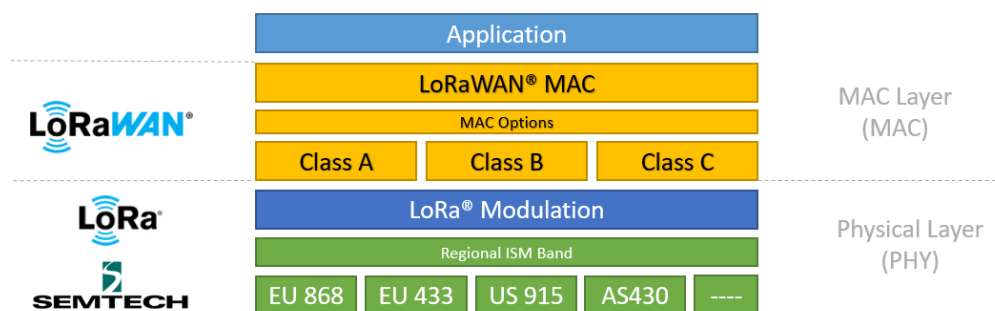 Application
LoRaWAN® MAC
MAC Options
Class A Class B Class C
LoRaWAN®
MAC Layer
(MAC)
LoRa® Modulation
Regional ISM Band
EU 868 EU 433 US 915 AS430 ----
LoRa®
SEMTECH
Physical Layer
(PHY)